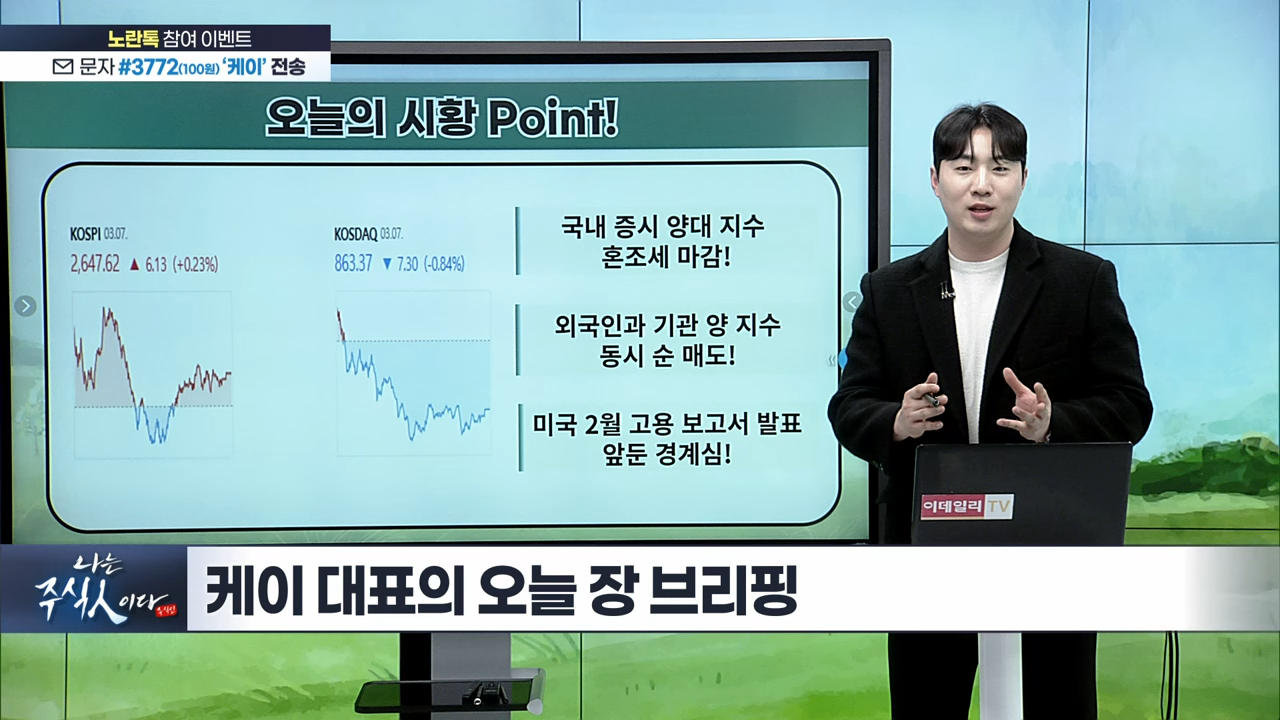 노란톡 참여 이벤트
문자 #3772(100원) ‘케이’ 전송
오늘의 시황 Point!
KOSPI 03.07.
2,647.62 ▲ 6.13 (+0.23%)
KOSDAQ 03.07.
863.37 ▼ 7.30 (-0.84%)
국내 증시 양대 지수
혼조세 마감!
외국인과 기관 양 지수
동시 순 매도!
미국 2월 고용 보고서 발표
앞둔 경계심!
이데일리 TV
나는
주식人이다
케이 대표의 오늘 장 브리핑